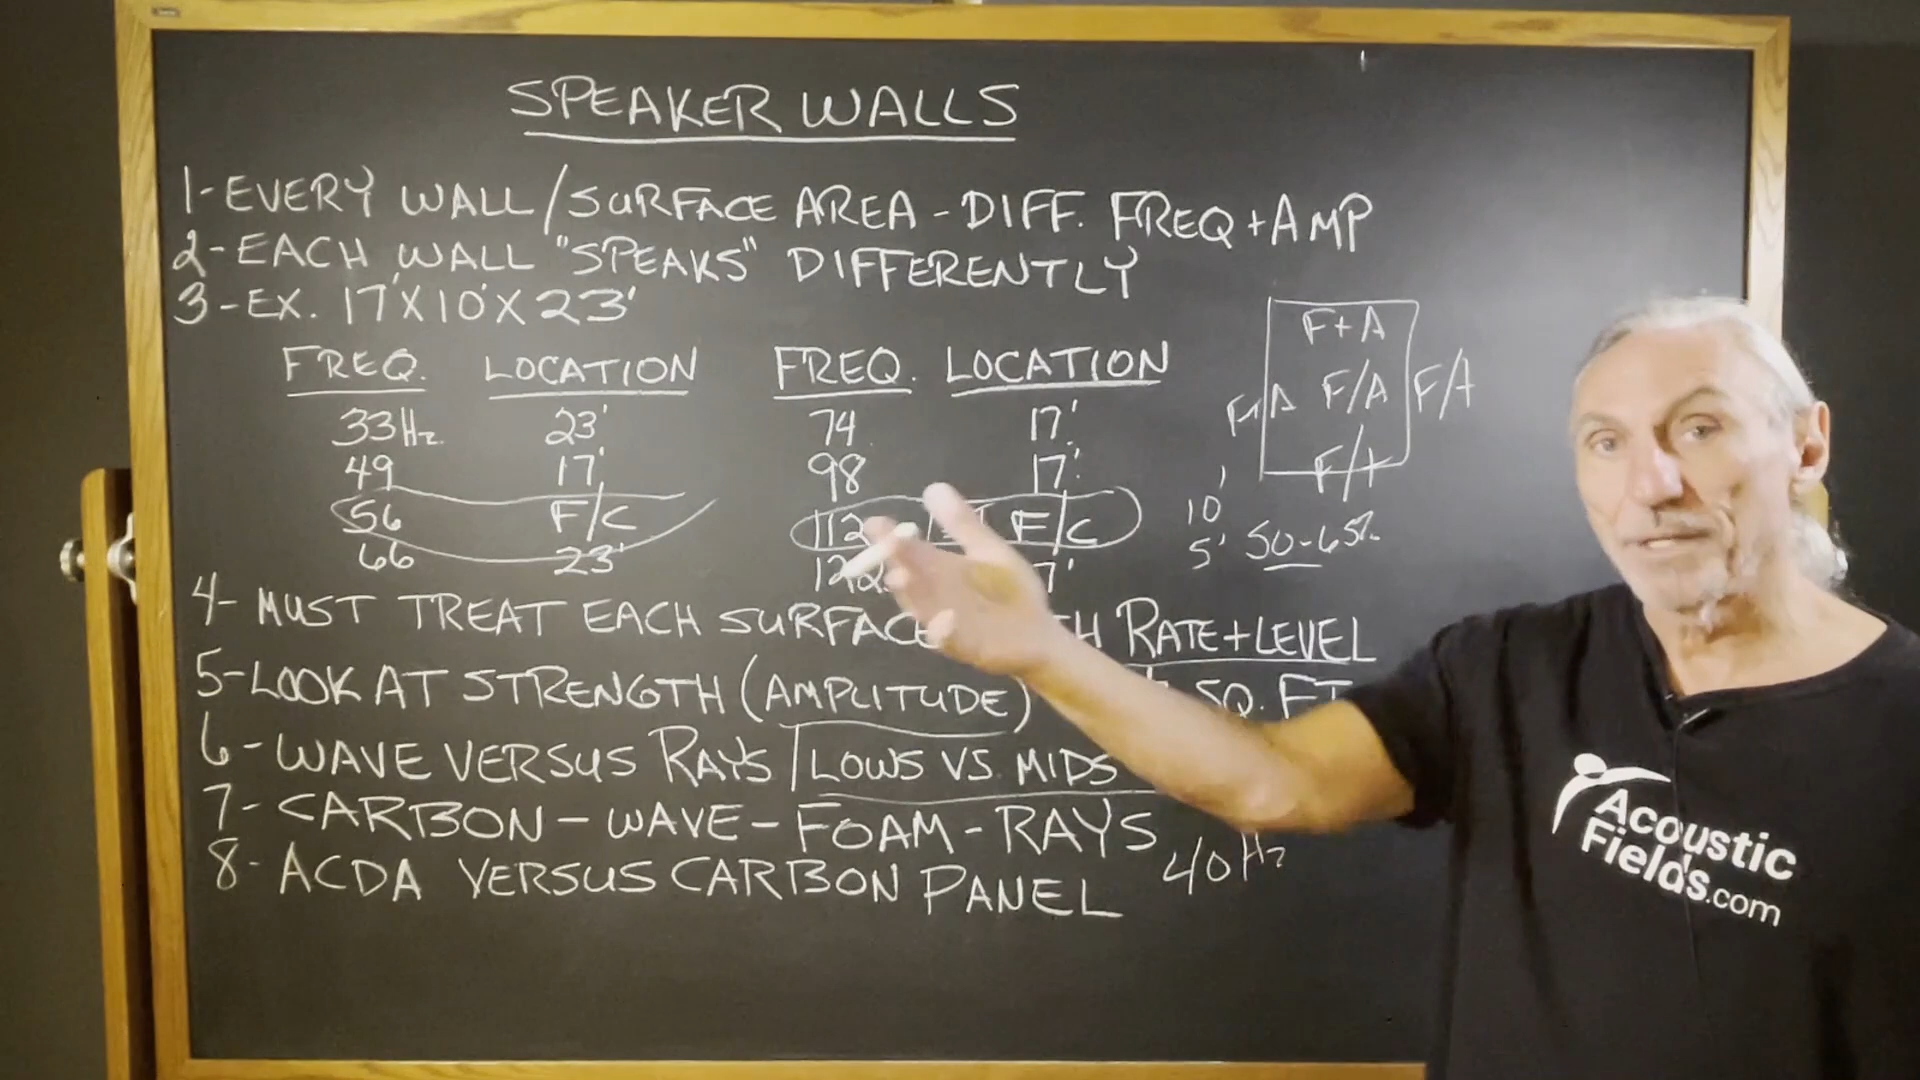 SPEAKER WALLS
1-EVERY WALL/SURFACE AREA - DIFF. FREQ + AMP
2-EACH WALL "SPEAKS" DIFFERENTLY
3-EX. 17'X10'X23'
FREQ. LOCATION FREQ. LOCATION
33Hz. 23' 74 17'
49 17' 98 17'
56 F/C 112 F/C
66 23'
F+A
F/A F/A
10'
5' 50-65%
4- MUST TREAT EACH SURFACE RATE+LEVEL
5-LOOK AT STRENGTH (AMPLITUDE) SQ. FT
6-WAVE VERSUS RAYS/LOWS VS. MIDS
7-CARBON-WAVE-FOAM-RAYS
8-ACDA VERSUS CARBON PANEL 40Hz
Acoustic
Fields.com